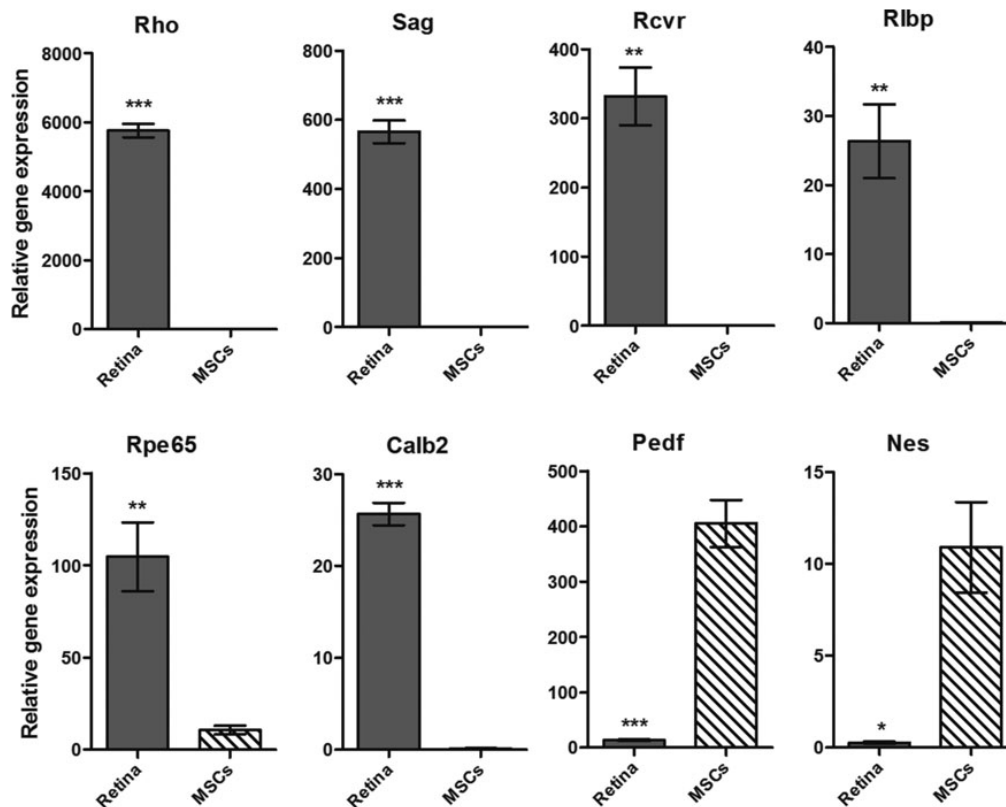 Rho
Sag
Rcvr
Rlbp
Relative gene expression
8000
6000
4000
2000
0
***
Retina
MSCs
800
600
400
200
0
***
Retina
MSCs
400
300
200
100
0
**
Retina
MSCs
40
30
20
10
0
**
Retina
MSCs
Rpe65
Calb2
Pedf
Nes
Relative gene expression
150
100
50
0
**
Retina
MSCs
30
20
10
0
***
Retina
MSCs
500
400
300
200
100
0
***
Retina
MSCs
15
10
5
0
*
Retina
MSCs